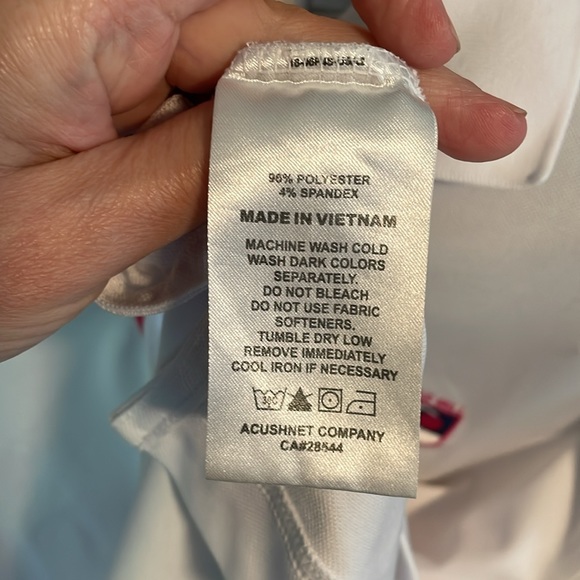 96% POLYESTER
4% SPANDEX
MADE IN VIETNAM
MACHINE WASH COLD
WASH DARK COLORS
SEPARATELY.
DO NOT BLEACH
DO NOT USE FABRIC
SOFTENERS.
TUMBLE DRY LOW
REMOVE IMMEDIATELY
COOL IRON IF NECESSARY
ACUSHNET COMPANY
CA#28544